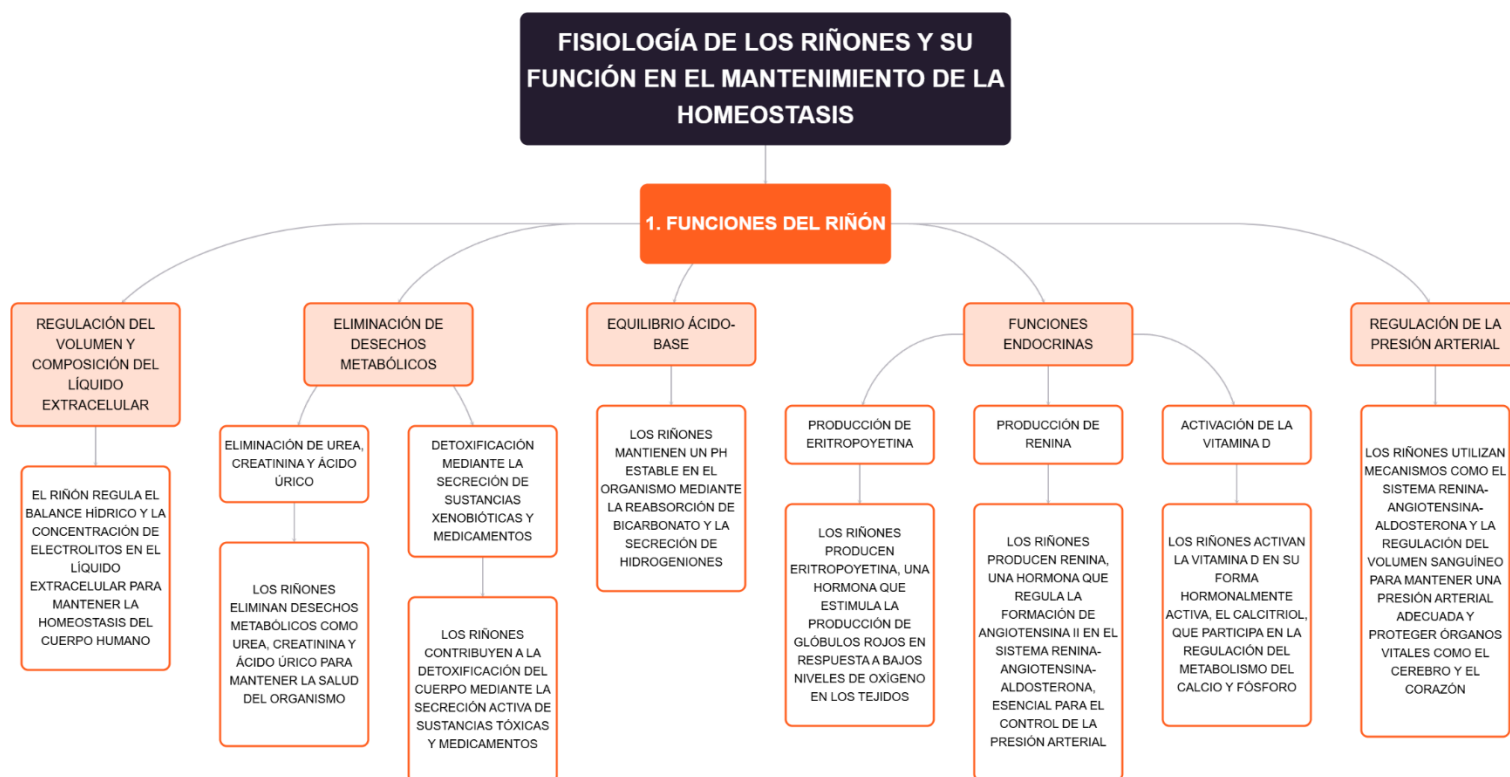 FISIOLOGÍA DE LOS RIÑONES Y SU
FUNCIÓN EN EL MANTENIMIENTO DE LA
HOMEOSTASIS
1. FUNCIONES DEL RIÑÓN
REGULACIÓN DEL
VOLUMEN Y
COMPOSICIÓN DEL
LÍQUIDO
EXTRACELULAR
EL RIÑÓN REGULA EL
BALANCE HÍDRICO Y LA
CONCENTRACIÓN DE
ELECTROLITOS EN EL
LÍQUIDO
EXTRACELULAR PARA
MANTENER LA
HOMEOSTASIS DEL
CUERPO HUMANO
ELIMINACIÓN DE
DESECHOS
METABÓLICOS
ELIMINACIÓN DE UREA,
CREATININA Y ÁCIDO
ÚRICO
LOS RIÑONES
ELIMINAN DESECHOS
METABÓLICOS COMO
UREA, CREATININA Y
ÁCIDO ÚRICO PARA
MANTENER LA SALUD
DEL ORGANISMO
DETOXIFICACIÓN
MEDIANTE LA
SECRECIÓN DE
SUSTANCIAS
XENOBIÓTICAS Y
MEDICAMENTOS
LOS RIÑONES
CONTRIBUYEN A LA
DETOXIFICACIÓN DEL
CUERPO MEDIANTE LA
SECRECIÓN ACTIVA DE
SUSTANCIAS TÓXICAS
Y MEDICAMENTOS
EQUILIBRIO ÁCIDO-
BASE
LOS RIÑONES
MANTIENEN UN PH
ESTABLE EN EL
ORGANISMO MEDIANTE
LA REABSORCIÓN DE
BICARBONATO Y LA
SECRECIÓN DE
HIDROGENIONES
FUNCIONES
ENDOCRINAS
PRODUCCIÓN DE
ERITROPOYETINA
LOS RIÑONES
PRODUCEN
ERITROPOYETINA, UNA
HORMONA QUE
ESTIMULA LA
PRODUCCIÓN DE
GLÓBULOS ROJOS EN
RESPUESTA A BAJOS
NIVELES DE OXÍGENO
EN LOS TEJIDOS
PRODUCCIÓN DE
RENINA
LOS RIÑONES
PRODUCEN RENINA,
UNA HORMONA QUE
REGULA LA
FORMACIÓN DE
ANGIOTENSINA II EN EL
SISTEMA RENINA-
ANGIOTENSINA-
ALDOSTERONA,
ESENCIAL PARA EL
CONTROL DE LA
PRESIÓN ARTERIAL
ACTIVACIÓN DE LA
VITAMINA D
LOS RIÑONES ACTIVAN
LA VITAMINA D EN SU
FORMA
HORMONALMENTE
ACTIVA, EL CALCITRIOL,
QUE PARTICIPA EN LA
REGULACIÓN DEL
METABOLISMO DEL
CALCIO Y FÓSFORO
REGULACIÓN DE LA
PRESIÓN ARTERIAL
LOS RIÑONES UTILIZAN
MECANISMOS COMO EL
SISTEMA RENINA-
ANGIOTENSINA-
ALDOSTERONA Y LA
REGULACIÓN DEL
VOLUMEN SANGUÍNEO
PARA MANTENER UNA
PRESIÓN ARTERIAL
ADECUADA Y
PROTEGER ÓRGANOS
VITALES COMO EL
CEREBRO Y EL
CORAZÓN